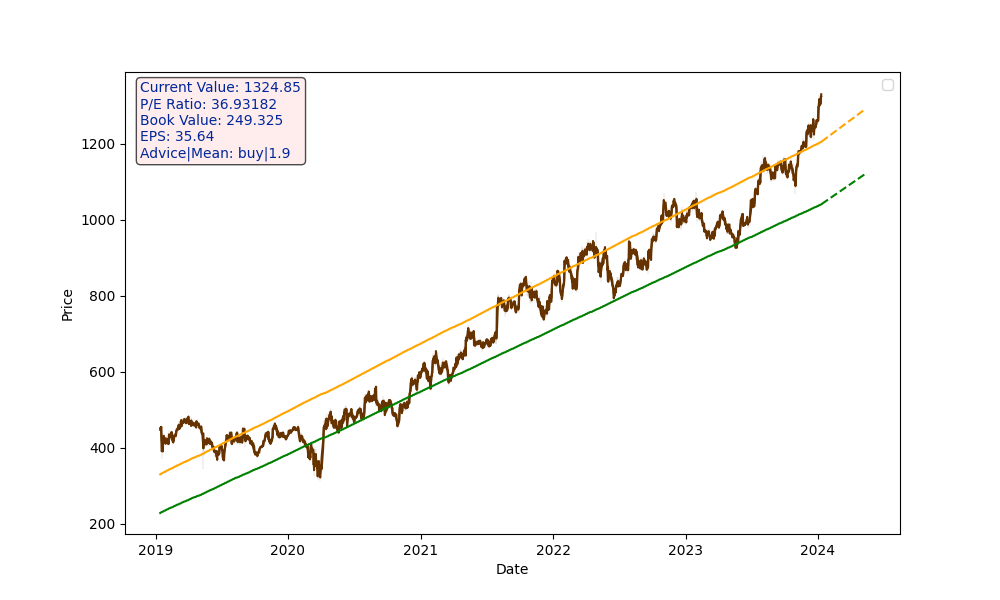 Current Value: 1324.85
P/E Ratio: 36.93182
Book Value: 249.325
EPS: 35.64
Advice|Mean: buy|1.9
1200
1000
800
600
400
200
Price
2019 2020 2021 2022 2023 2024
Date